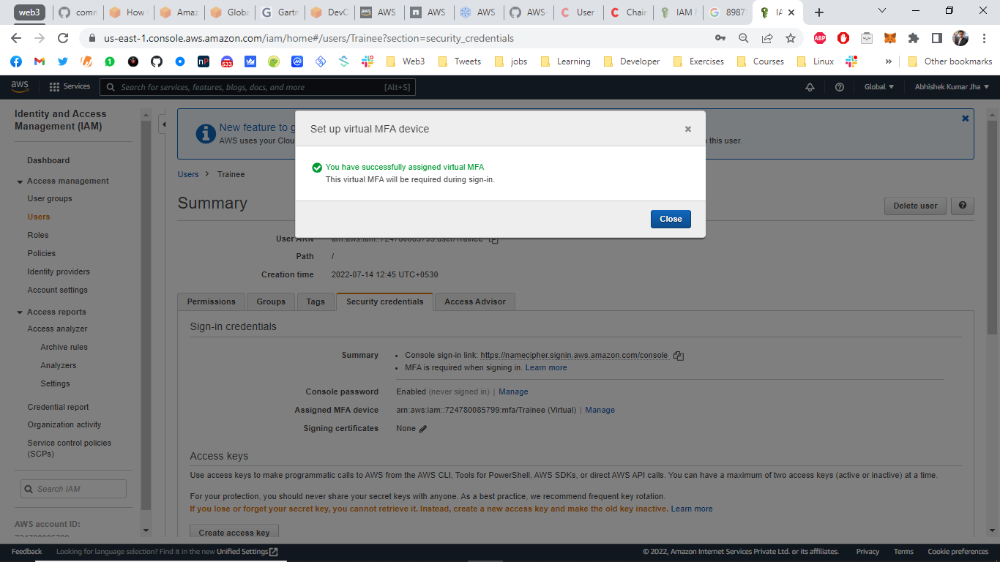 web3
comn
How
Amaz
Globa
Gartn
DevC
AWS
AWS
AWS
AWS-
User
Chair
IAM
8987
us-east-1.console.aws.amazon.com/iam/home#/users/Trainee?section=security_credentials
Web3 Tweets jobs Learning Developer Exercises Courses Linux » Other bookmarks
aws Services Search for services, features, blogs, docs, and more [Alt+S] Global Abhishek Kumar Jha
Identity and Access
Management (IAM)
Dashboard
Access management
User groups
Users
Roles
Policies
Identity providers
Account settings
Access reports
Access analyzer
Archive rules
Analyzers
Settings
Credential report
Organization activity
Service control policies
(SCPs)
Search IAM
AWS account ID:
724780085799
New feature to g
AWS uses your Clou this user.
Set up virtual MFA device ×
You have successfully assigned virtual MFA
This virtual MFA will be required during sign-in.
Close
Users > Trainee
Summary
Delete user
User ARN arn:aws:iam::724780085799:user/Trainee
Path /
Creation time 2022-07-14 12:45 UTC+0530
Permissions Groups Tags Security credentials Access Advisor
Sign-in credentials
Summary • Console sign-in link: https://namecipher.signin.aws.amazon.com/console
• MFA is required when signing in. Learn more
Console password Enabled (never signed in) | Manage
Assigned MFA device arn:aws:iam::724780085799:mfa/Trainee (Virtual) | Manage
Signing certificates None
Access keys
Use access keys to make programmatic calls to AWS from the AWS CLI, Tools for PowerShell, AWS SDKs, or direct AWS API calls. You can have a maximum of two access keys (active or inactive) at a time.
For your protection, you should never share your secret keys with anyone. As a best practice, we recommend frequent key rotation.
If you lose or forget your secret key, you cannot retrieve it. Instead, create a new access key and make the old key inactive. Learn more
Create access key
Feedback Looking for language selection? Find it in the new Unified Settings © 2022, Amazon Internet Services Private Ltd. or its affiliates. Privacy Terms Cookie preferences